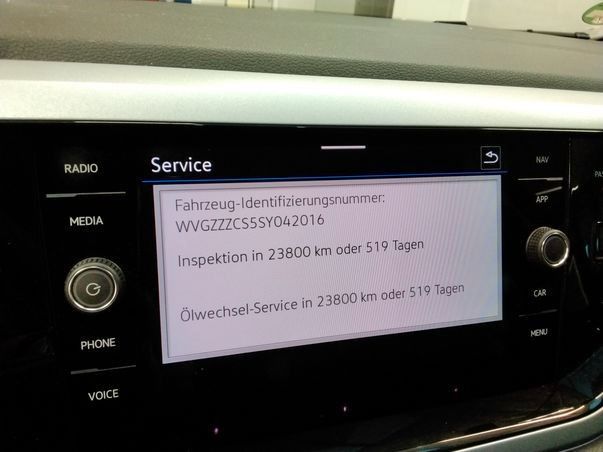 Service
RADIO
MEDIA
PHONE
VOICE
Fahrzeug-Identifizierungsnummer:
WVGZZZCS5SY042016
Inspektion in 23800 km oder 519 Tagen
Ölwechsel-Service in 23800 km oder 519 Tagen
NAV
APP
CAR
MENU